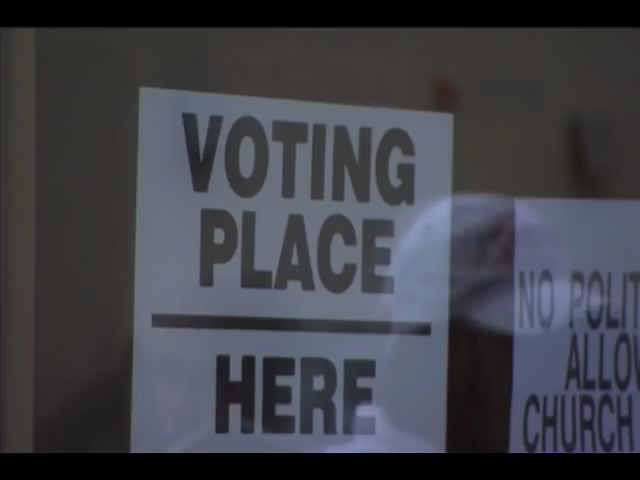 VOTING
PLACE
HERE
NO POLIT
ALLOW
CHURCH